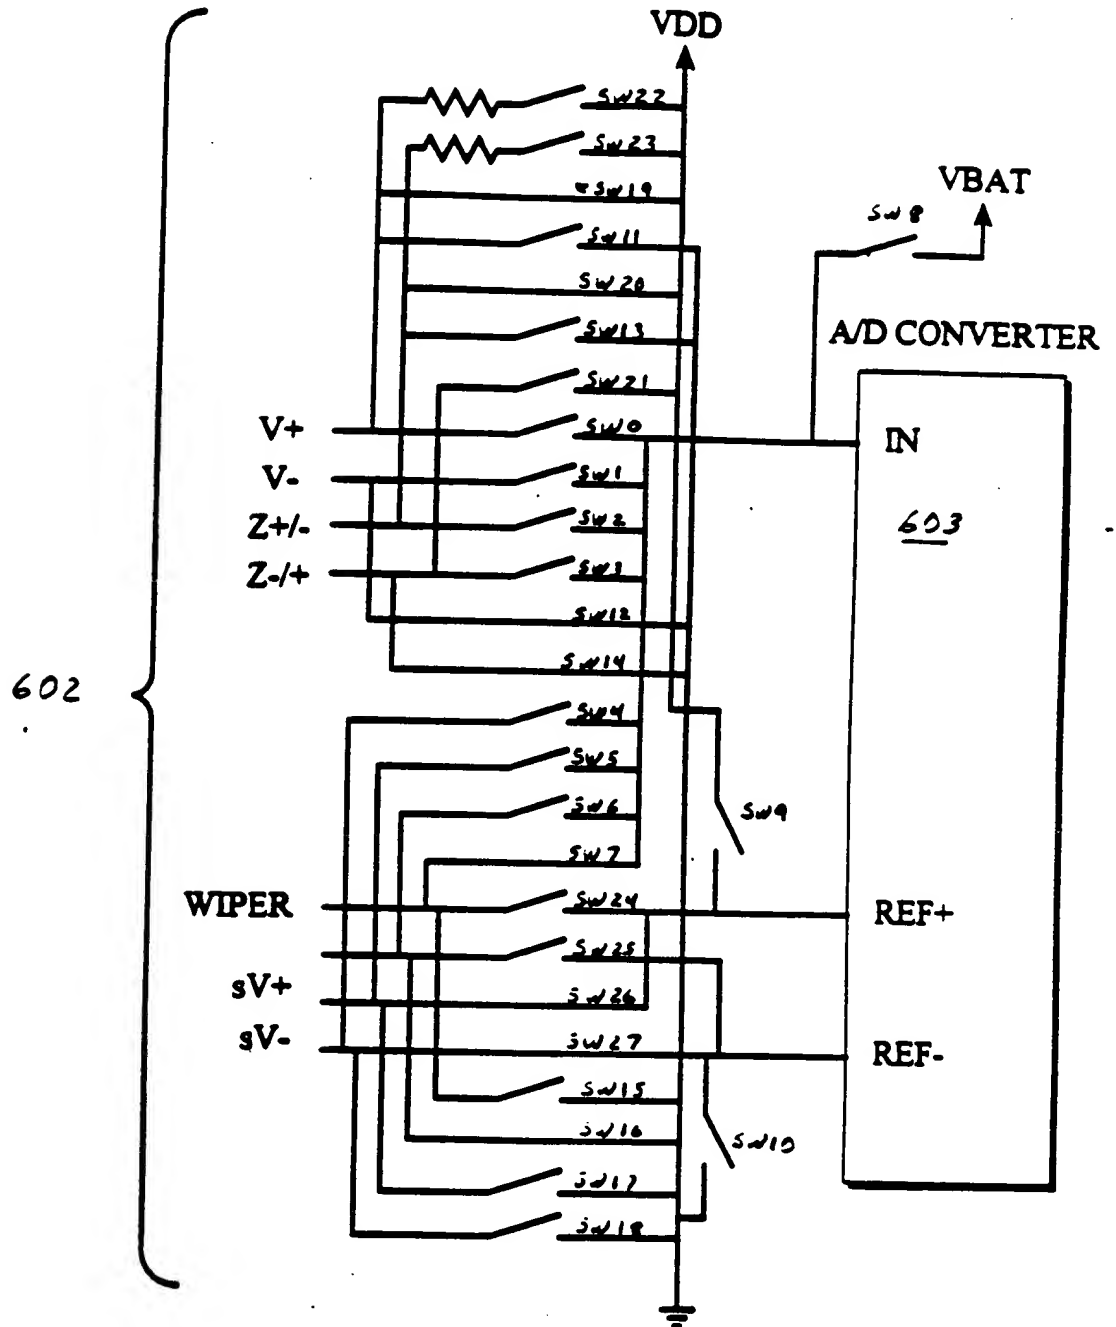 VDD
SW22
SW23
SW19
VBAT
SW8
SW11
SW20
SW13
A/D CONVERTER
SW21
V+
SW0
IN
V-
SW1
Z+/-
SW2
603
Z-/+
SW3
SW12
SW14
602
SW4
SW5
SW6
SW9
SW7
WIPER
SW24
REF+
SW25
sV+
SW26
sV-
SW27
REF-
SW15
SW16
SW10
SW17
SW18